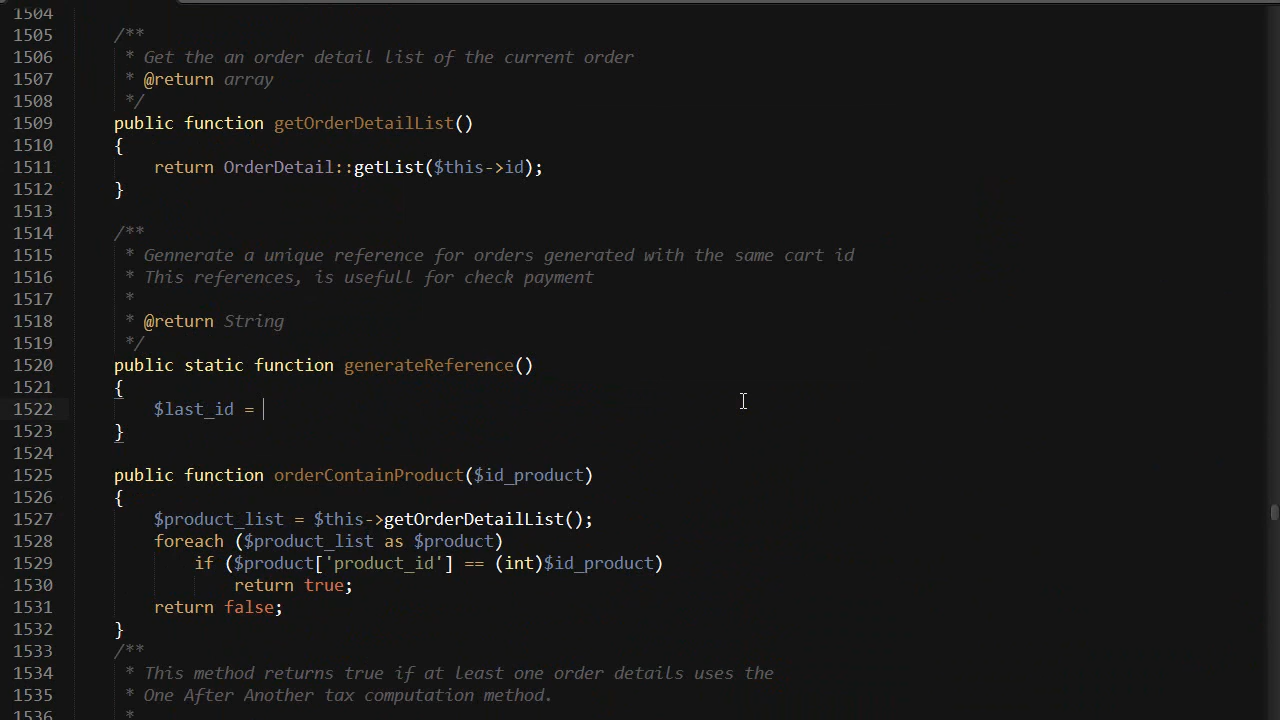 1504
1505 /**
1506 * Get the an order detail list of the current order
1507 * @return array
1508 */
1509 public function getOrderDetailList()
1510 {
1511 return OrderDetail::getList($this->id);
1512 }
1513
1514 /**
1515 * Gennerate a unique reference for orders generated with the same cart id
1516 * This references, is usefull for check payment
1517 *
1518 * @return String
1519 */
1520 public static function generateReference()
1521 {
1522 $last_id =
1523 }
1524
1525 public function orderContainProduct($id_product)
1526 {
1527 $product_list = $this->getOrderDetailList();
1528 foreach ($product_list as $product)
1529 if ($product['product_id'] == (int)$id_product)
1530 return true;
1531 return false;
1532 }
1533 /**
1534 * This method returns true if at least one order details uses the
1535 * One After Another tax computation method.
1536 *